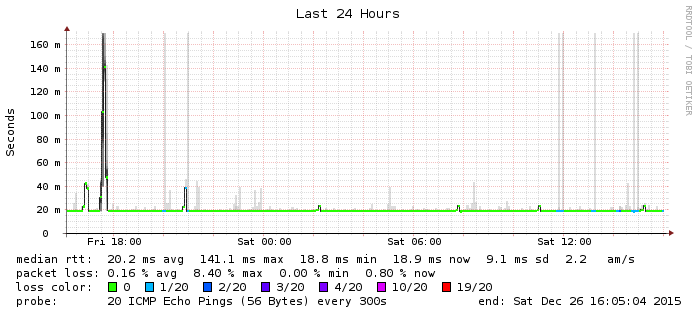 Last 24 Hours
RRDTOOL / TOBI OETIKER
Seconds
160 m
140 m
120 m
100 m
80 m
60 m
40 m
20 m
0
Fri 18:00 Sat 00:00 Sat 06:00 Sat 12:00
median rtt: 20.2 ms avg 141.1 ms max 18.8 ms min 18.9 ms now 9.1 ms sd 2.2 am/s
packet loss: 0.16 % avg 8.40 % max 0.00 % min 0.80 % now
loss color: 0 1/20 2/20 3/20 4/20 10/20 19/20
probe: 20 ICMP Echo Pings (56 Bytes) every 300s end: Sat Dec 26 16:05:04 2015